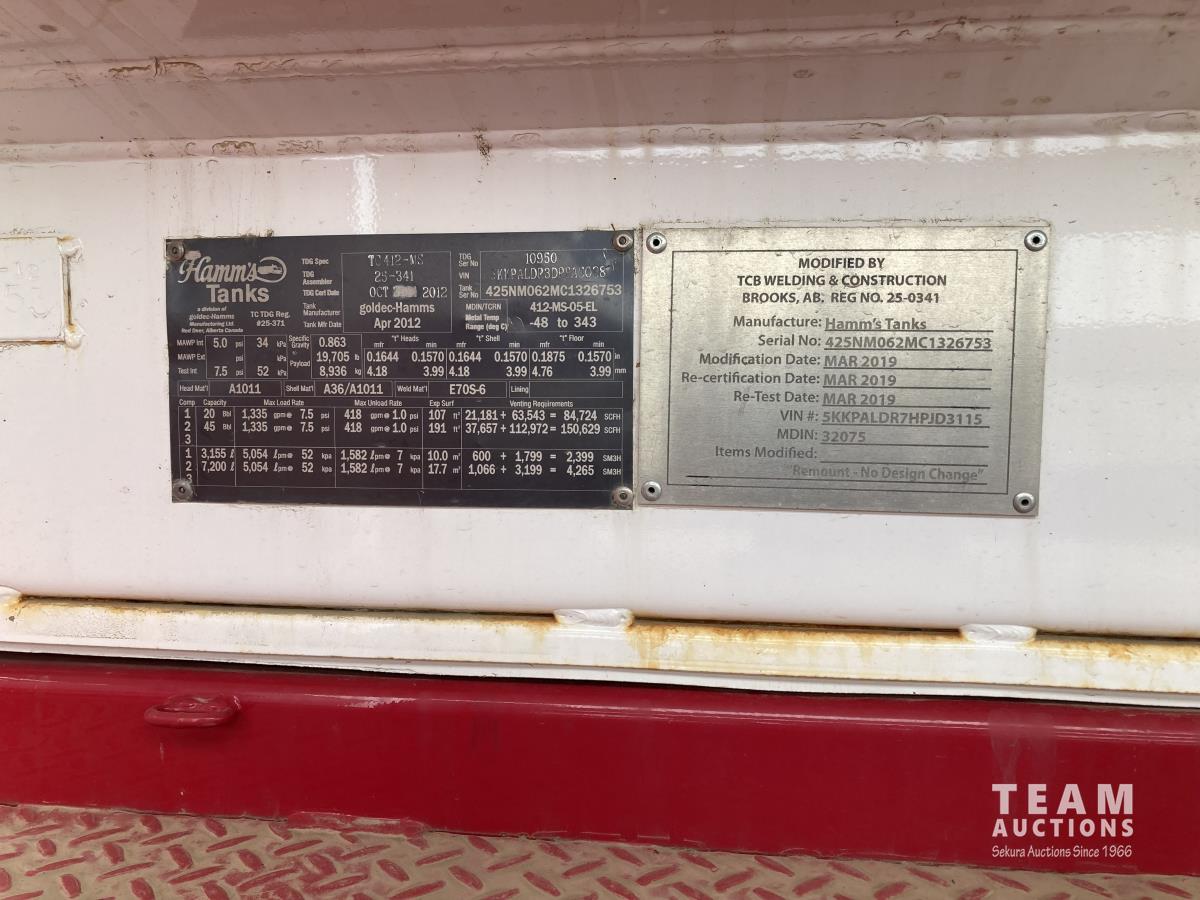 Hamm's
Tanks
a division of
goldec-Hamms
Manufacturing Ltd.
Red Deer, Alberta Canada
TC TDG Reg.
#25-371
TDG Spec TC412-MS
TDG Assembler 25-341
TDG Cert Date OCT 2012
Tank Manufacturer goldec-Hamms
Tank Mfr Date Apr 2012
TDG Ser No 10950
VIN
Tank Ser No 425NM062MC1326753
MDIN/TCRN 412-MS-05-EL
Metal Temp Range (deg C) -48 to 343
MAWP Int 5.0 psi 34 kPa Specific Gravity 0.863
"t" Heads "t" Shell "t" Floor
mfr min mfr min mfr min
MAWP Ext psi kPa Payload 19,705 lb 0.1644 0.1570 0.1644 0.1570 0.1875 0.1570 in
Test Int 7.5 psi 52 kPa 8,936 kg 4.18 3.99 4.18 3.99 4.76 3.99 mm
Head Mat'l A1011 Shell Mat'l A36/A1011 Weld Mat'l E70S-6 Lining
Comp Capacity Max Load Rate Max Unload Rate Exp Surf Venting Requirements
1 20 Bbl 1,335 gpm@ 7.5 psi 418 gpm@ 1.0 psi 107 ft² 21,181 + 63,543 = 84,724 SCFH
2 45 Bbl 1,335 gpm@ 7.5 psi 418 gpm@ 1.0 psi 191 ft² 37,657 + 112,972 = 150,629 SCFH
3
1 3,155 ℓ 5,054 ℓpm@ 52 kpa 1,582 ℓpm@ 7 kpa 10.0 m² 600 + 1,799 = 2,399 SM3H
2 7,200 ℓ 5,054 ℓpm@ 52 kpa 1,582 ℓpm@ 7 kpa 17.7 m² 1,066 + 3,199 = 4,265 SM3H
3
MODIFIED BY
TCB WELDING & CONSTRUCTION
BROOKS, AB. REG NO. 25-0341
Manufacture: Hamm's Tanks
Serial No: 425NM062MC1326753
Modification Date: MAR 2019
Re-certification Date: MAR 2019
Re-Test Date: MAR 2019
VIN #: 5KKPALDR7HPJD3115
MDIN: 32075
Items Modified:
"Remount - No Design Change"
TEAM
AUCTIONS
Sekura Auctions Since 1966